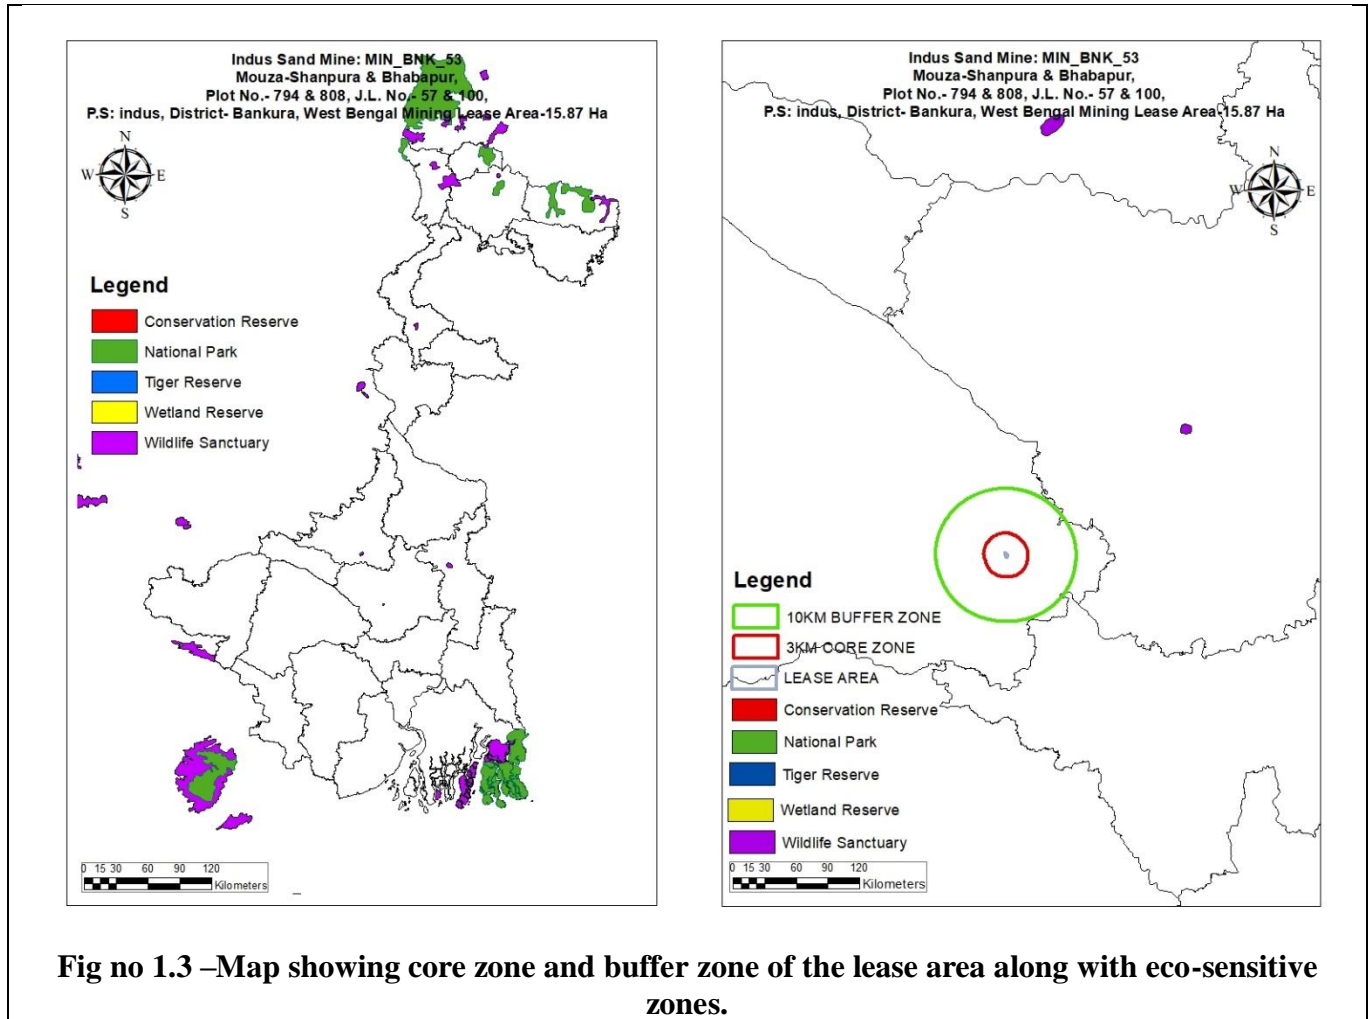 Indus Sand Mine: MIN_BNK_53
Mouza-Shanpura & Bhabapur,
Plot No.- 794 & 808, J.L. No.- 57 & 100,
P.S: indus, District- Bankura, West Bengal Mining Lease Area-15.87 Ha
N
W E
S
Legend
Conservation Reserve
National Park
Tiger Reserve
Wetland Reserve
Wildlife Sanctuary
0 15 30 60 90 120
Kilometers
Indus Sand Mine: MIN_BNK_53
Mouza-Shanpura & Bhabapur,
Plot No.- 794 & 808, J.L. No.- 57 & 100,
P.S: indus, District- Bankura, West Bengal Mining Lease Area-15.87 Ha
N
W E
S
Legend
10KM BUFFER ZONE
3KM CORE ZONE
LEASE AREA
Conservation Reserve
National Park
Tiger Reserve
Wetland Reserve
Wildlife Sanctuary
0 15 30 60 90 120
Kilometers
Fig no 1.3 –Map showing core zone and buffer zone of the lease area along with eco-sensitive
zones.